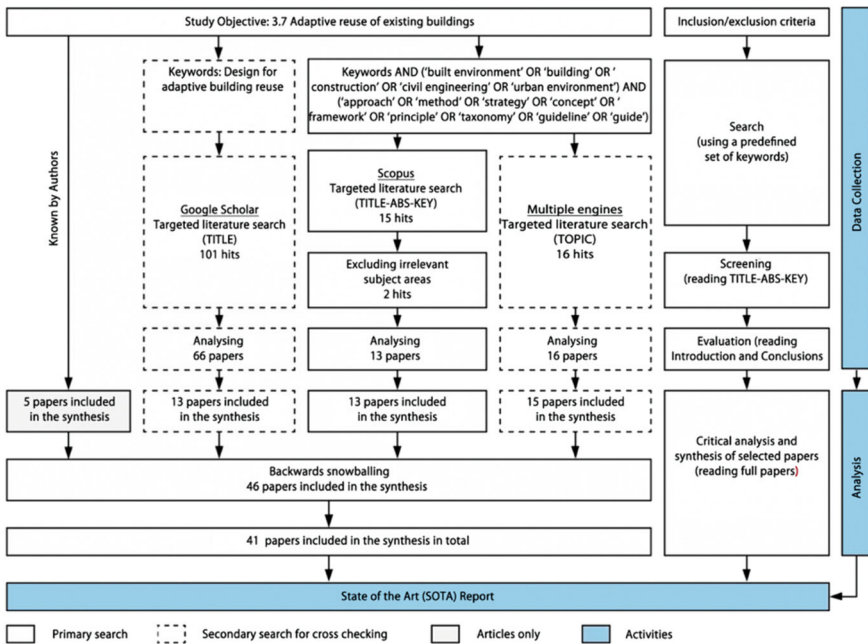 Study Objective: 3.7 Adaptive reuse of existing buildings
Inclusion/exclusion criteria
Known by Authors
Keywords: Design for
adaptive building reuse
Keywords AND ('built environment' OR 'building' OR '
construction' OR 'civil engineering' OR 'urban environment') AND
('approach' OR 'method' OR 'strategy' OR 'concept' OR '
framework' OR 'principle' OR 'taxonomy' OR 'guideline' OR 'guide')
Search
(using a predefined
set of keywords)
Data Collection
Google Scholar
Targeted literature search
(TITLE)
101 hits
Scopus
Targeted literature search
(TITLE-ABS-KEY)
15 hits
Multiple engines
Targeted literature search
(TOPIC)
16 hits
Excluding irrelevant
subject areas
2 hits
Screening
(reading TITLE-ABS-KEY)
Analysing
66 papers
Analysing
13 papers
Analysing
16 papers
Evaluation (reading
Introduction and Conclusions
5 papers included
in the synthesis
13 papers included
in the synthesis
13 papers included
in the synthesis
15 papers included
in the synthesis
Critical analysis and
synthesis of selected papers
(reading full papers)
Analysis
Backwards snowballing
46 papers included in the synthesis
41 papers included in the synthesis in total
State of the Art (SOTA) Report
Primary search
Secondary search for cross checking
Articles only
Activities